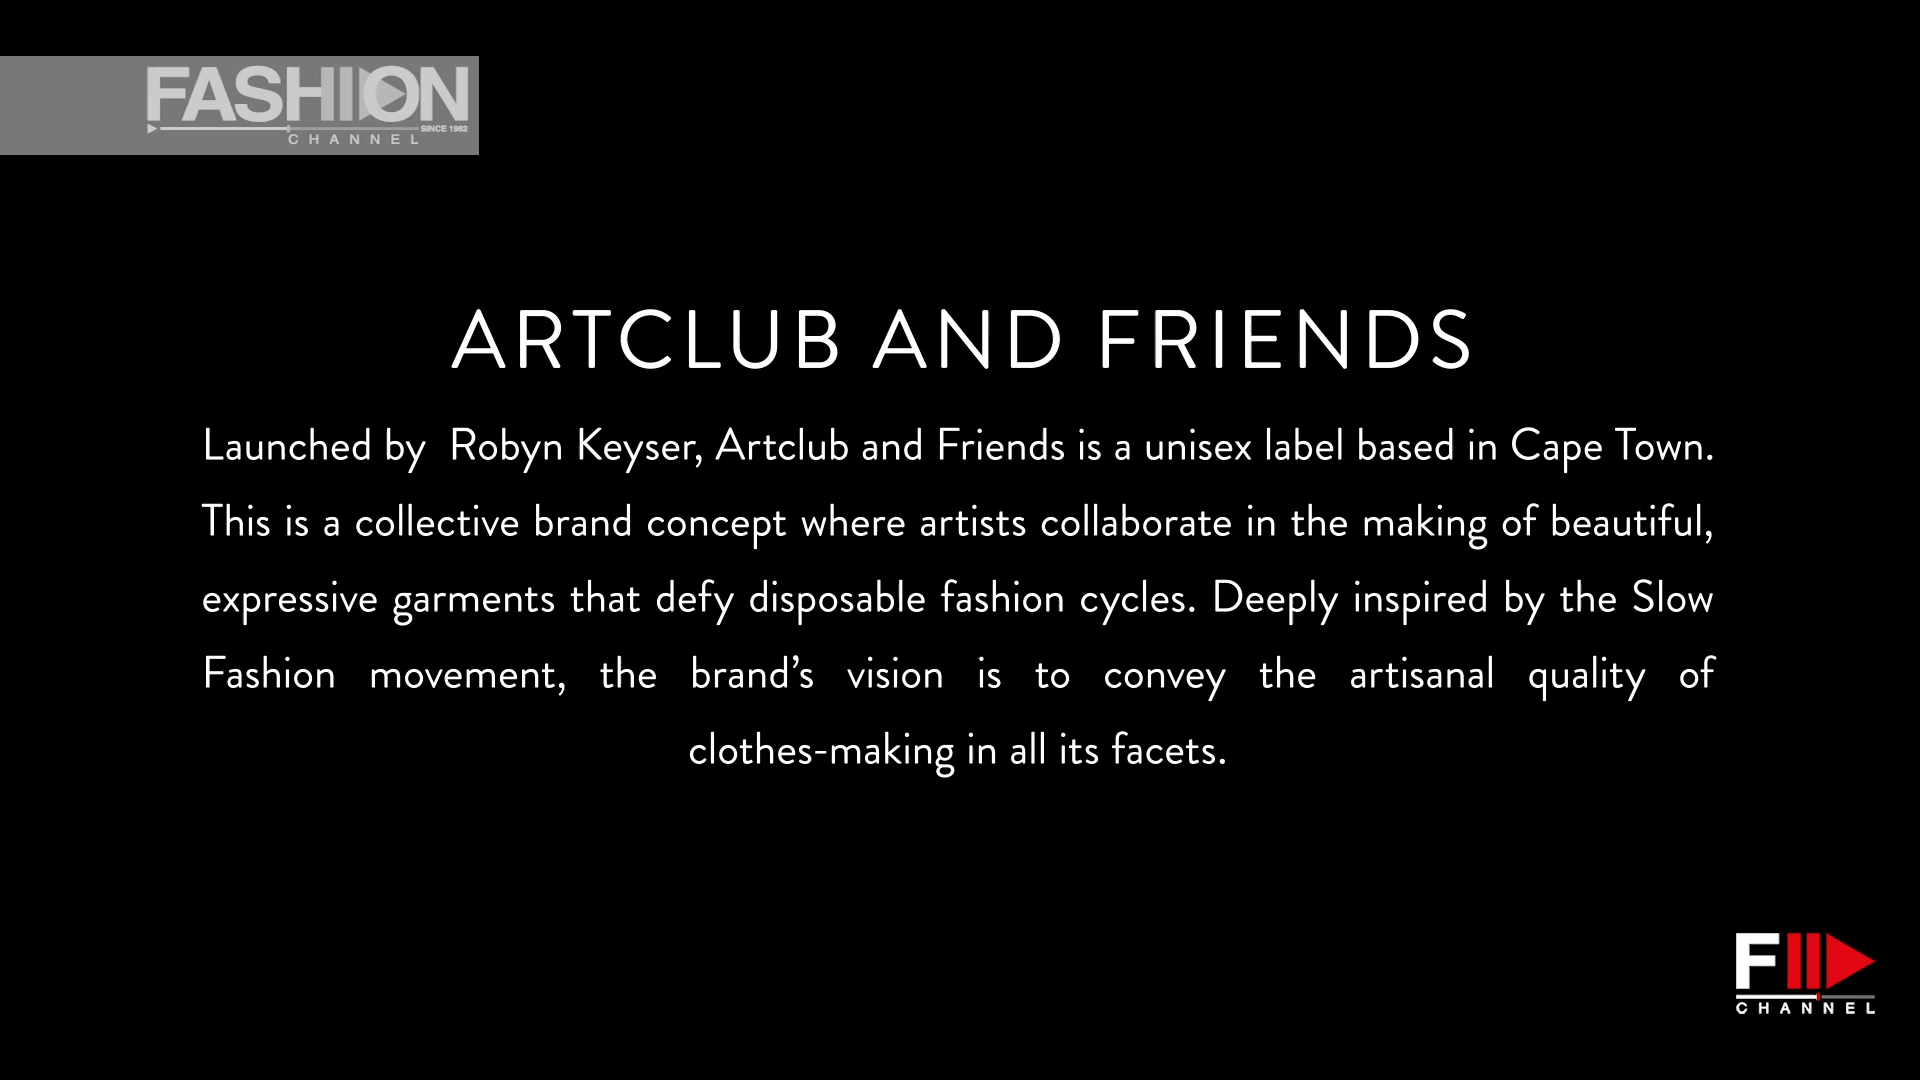 FASHION
SINCE 1982
CHANNEL
ARTCLUB AND FRIENDS
Launched by  Robyn Keyser, Artclub and Friends is a unisex label based in Cape Town.
This is a collective brand concept where artists collaborate in the making of beautiful,
expressive garments that defy disposable fashion cycles. Deeply inspired by the Slow
Fashion movement, the brand’s vision is to convey the artisanal quality of
clothes-making in all its facets.
F
CHANNEL